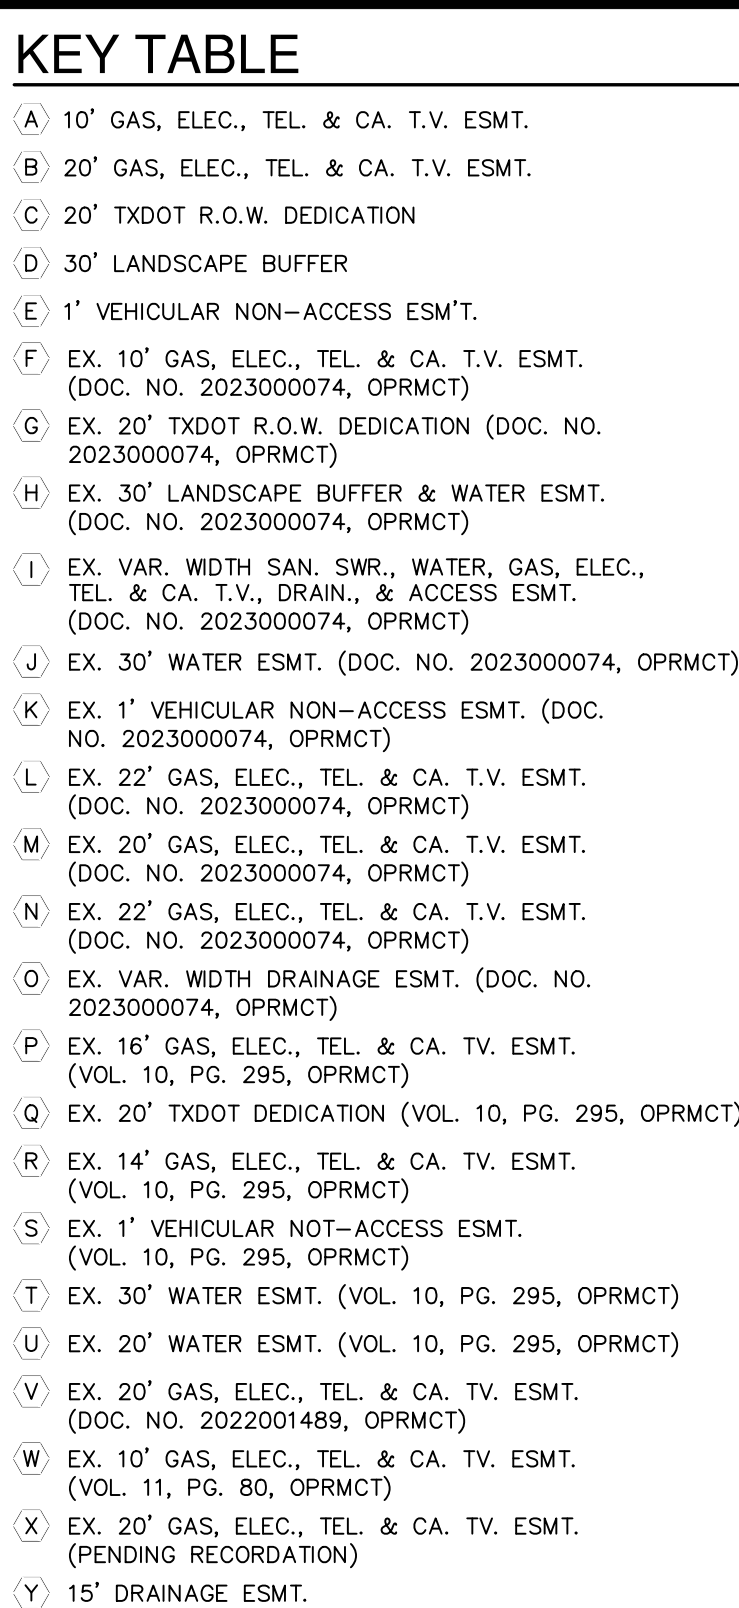 KEY TABLE
A 10' GAS, ELEC., TEL. & CA. T.V. ESMT.
B 20' GAS, ELEC., TEL. & CA. T.V. ESMT.
C 20' TXDOT R.O.W. DEDICATION
D 30' LANDSCAPE BUFFER
E 1' VEHICULAR NON–ACCESS ESM'T.
F EX. 10' GAS, ELEC., TEL. & CA. T.V. ESMT.
(DOC. NO. 2023000074, OPRMCT)
G EX. 20' TXDOT R.O.W. DEDICATION (DOC. NO.
2023000074, OPRMCT)
H EX. 30' LANDSCAPE BUFFER & WATER ESMT.
(DOC. NO. 2023000074, OPRMCT)
I EX. VAR. WIDTH SAN. SWR., WATER, GAS, ELEC.,
TEL. & CA. T.V., DRAIN., & ACCESS ESMT.
(DOC. NO. 2023000074, OPRMCT)
J EX. 30' WATER ESMT. (DOC. NO. 2023000074, OPRMCT)
K EX. 1' VEHICULAR NON–ACCESS ESMT. (DOC.
NO. 2023000074, OPRMCT)
L EX. 22' GAS, ELEC., TEL. & CA. T.V. ESMT.
(DOC. NO. 2023000074, OPRMCT)
M EX. 20' GAS, ELEC., TEL. & CA. T.V. ESMT.
(DOC. NO. 2023000074, OPRMCT)
N EX. 22' GAS, ELEC., TEL. & CA. T.V. ESMT.
(DOC. NO. 2023000074, OPRMCT)
O EX. VAR. WIDTH DRAINAGE ESMT. (DOC. NO.
2023000074, OPRMCT)
P EX. 16' GAS, ELEC., TEL. & CA. TV. ESMT.
(VOL. 10, PG. 295, OPRMCT)
Q EX. 20' TXDOT DEDICATION (VOL. 10, PG. 295, OPRMCT)
R EX. 14' GAS, ELEC., TEL. & CA. TV. ESMT.
(VOL. 10, PG. 295, OPRMCT)
S EX. 1' VEHICULAR NOT–ACCESS ESMT.
(VOL. 10, PG. 295, OPRMCT)
T EX. 30' WATER ESMT. (VOL. 10, PG. 295, OPRMCT)
U EX. 20' WATER ESMT. (VOL. 10, PG. 295, OPRMCT)
V EX. 20' GAS, ELEC., TEL. & CA. TV. ESMT.
(DOC. NO. 2022001489, OPRMCT)
W EX. 10' GAS, ELEC., TEL. & CA. TV. ESMT.
(VOL. 11, PG. 80, OPRMCT)
X EX. 20' GAS, ELEC., TEL. & CA. TV. ESMT.
(PENDING RECORDATION)
Y 15' DRAINAGE ESMT.